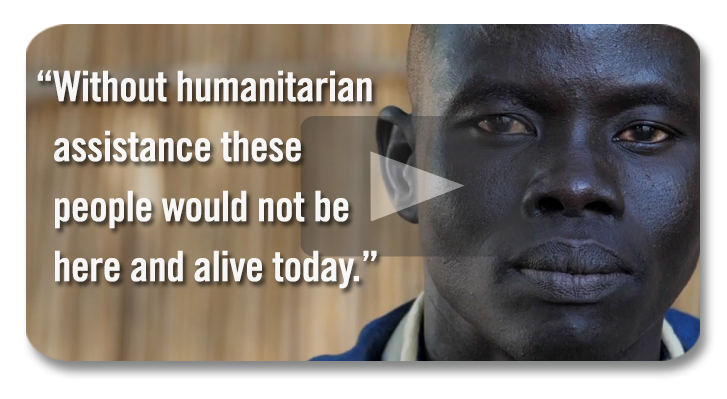 “Without humanitarian
assistance these
people would not be
here and alive today.”